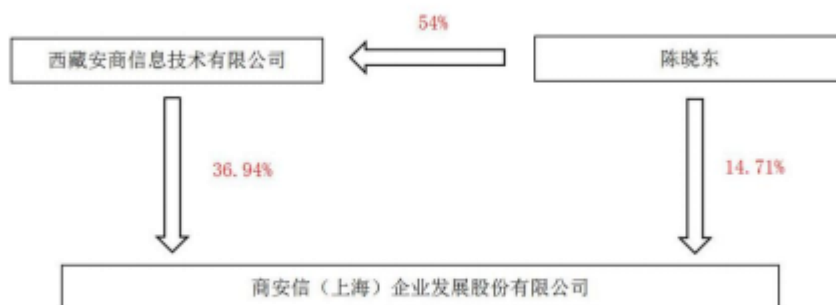 54%
西藏安商信息技术有限公司
陈晓东
36.94%
14.71%
商安信（上海）企业发展股份有限公司